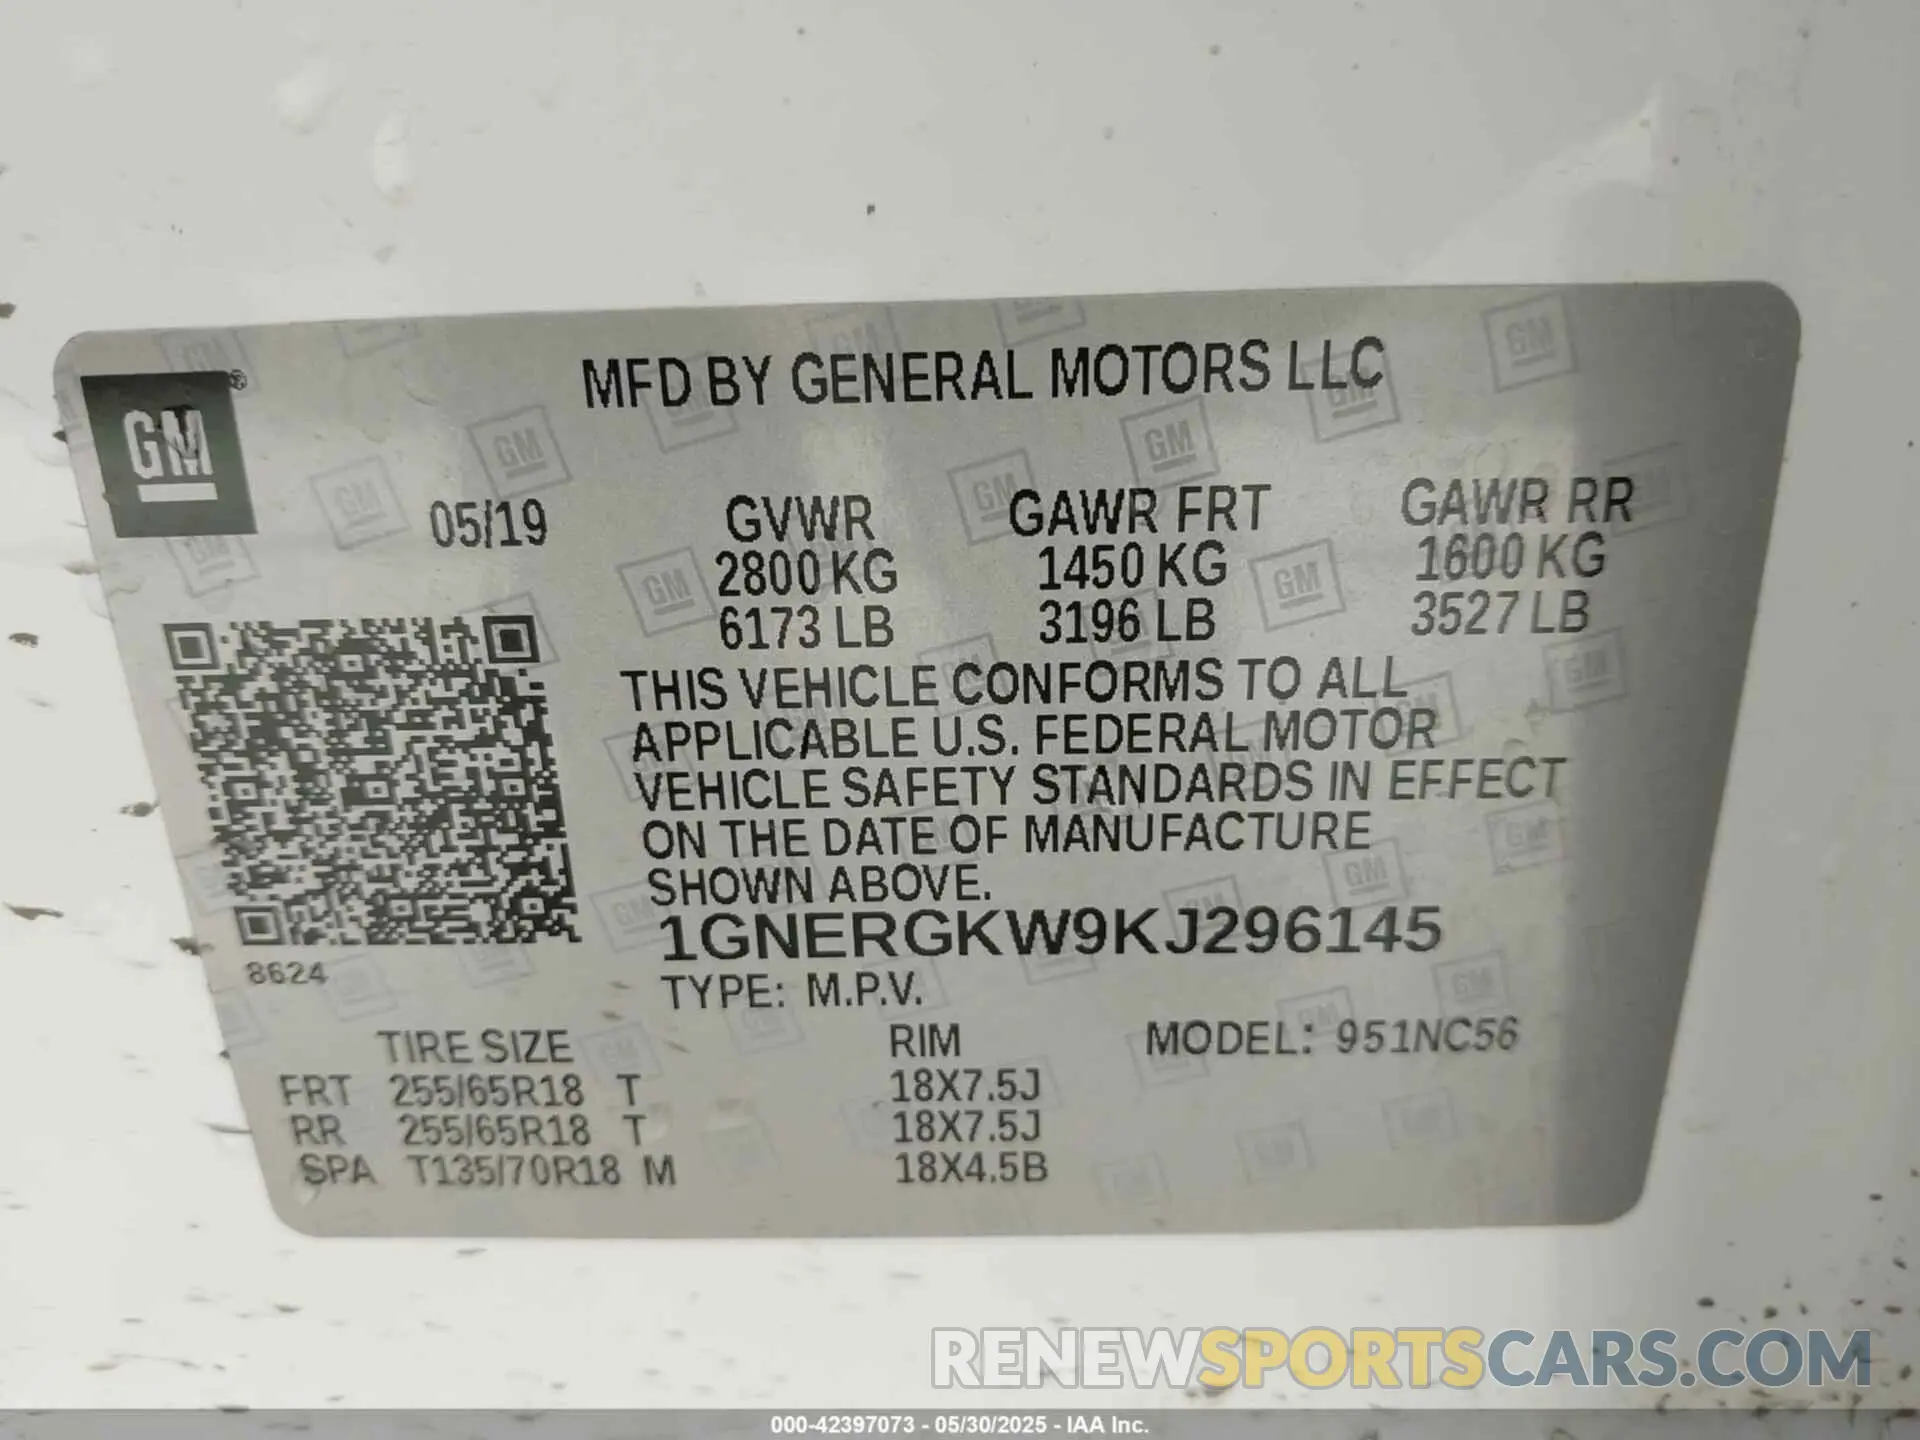 MFD BY GENERAL MOTORS LLC
GM ®
05/19 GVWR GAWR FRT GAWR RR
2800 KG 1450 KG 1600 KG
6173 LB 3196 LB 3527 LB
THIS VEHICLE CONFORMS TO ALL
APPLICABLE U.S. FEDERAL MOTOR
VEHICLE SAFETY STANDARDS IN EFFECT
ON THE DATE OF MANUFACTURE
SHOWN ABOVE.
1GNERGKW9KJ296145
8624
TYPE: M.P.V.
TIRE SIZE RIM MODEL: 951NC56
FRT 255/65R18 T 18X7.5J
RR 255/65R18 T 18X7.5J
SPA T135/70R18 M 18X4.5B
RENEWSPORTSCARS.COM
000-42397073 - 05/30/2025 - IAA Inc.